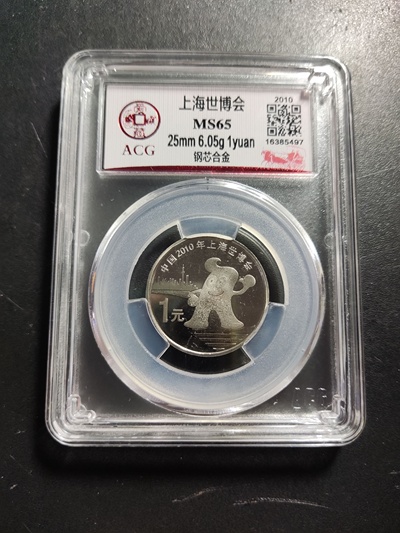 上海世博会
MS65
25mm 6.05g 1yuan
钢芯合金
ACG
2010
16385497
中国2010年上海世博会
1元